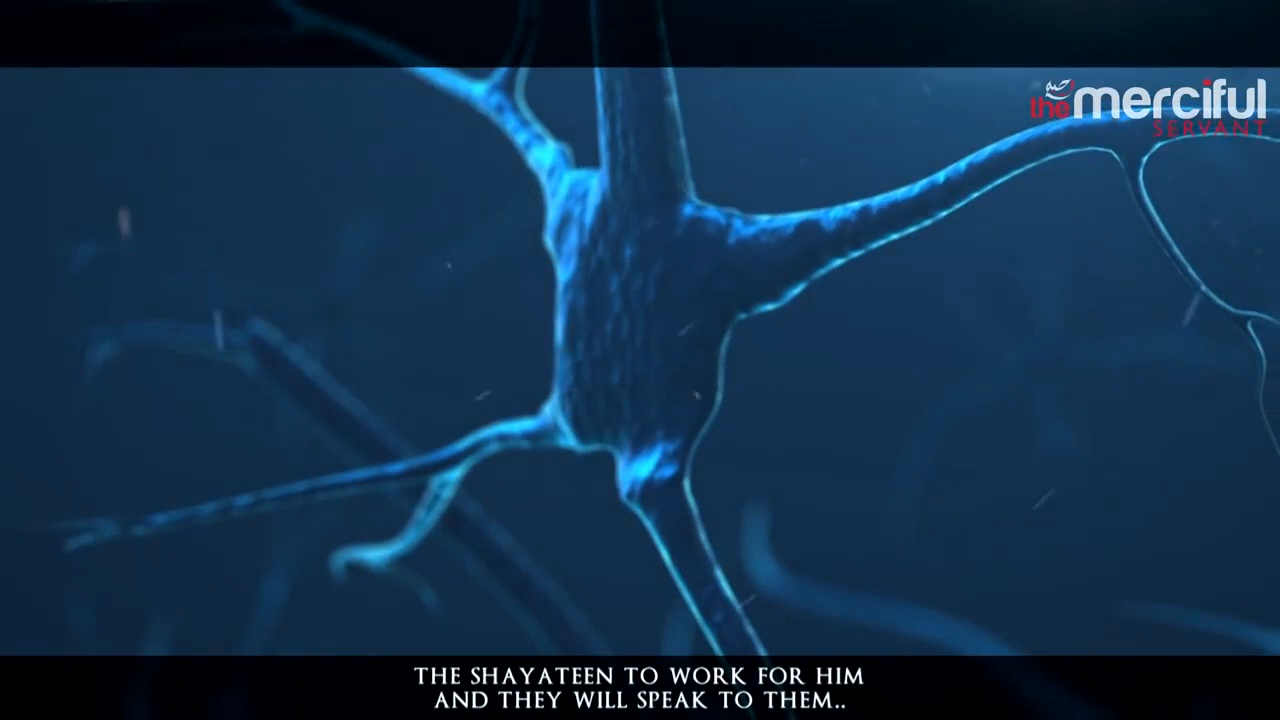 the merciful
SERVANT
THE SHAYATEEN TO WORK FOR HIM
AND THEY WILL SPEAK TO THEM..